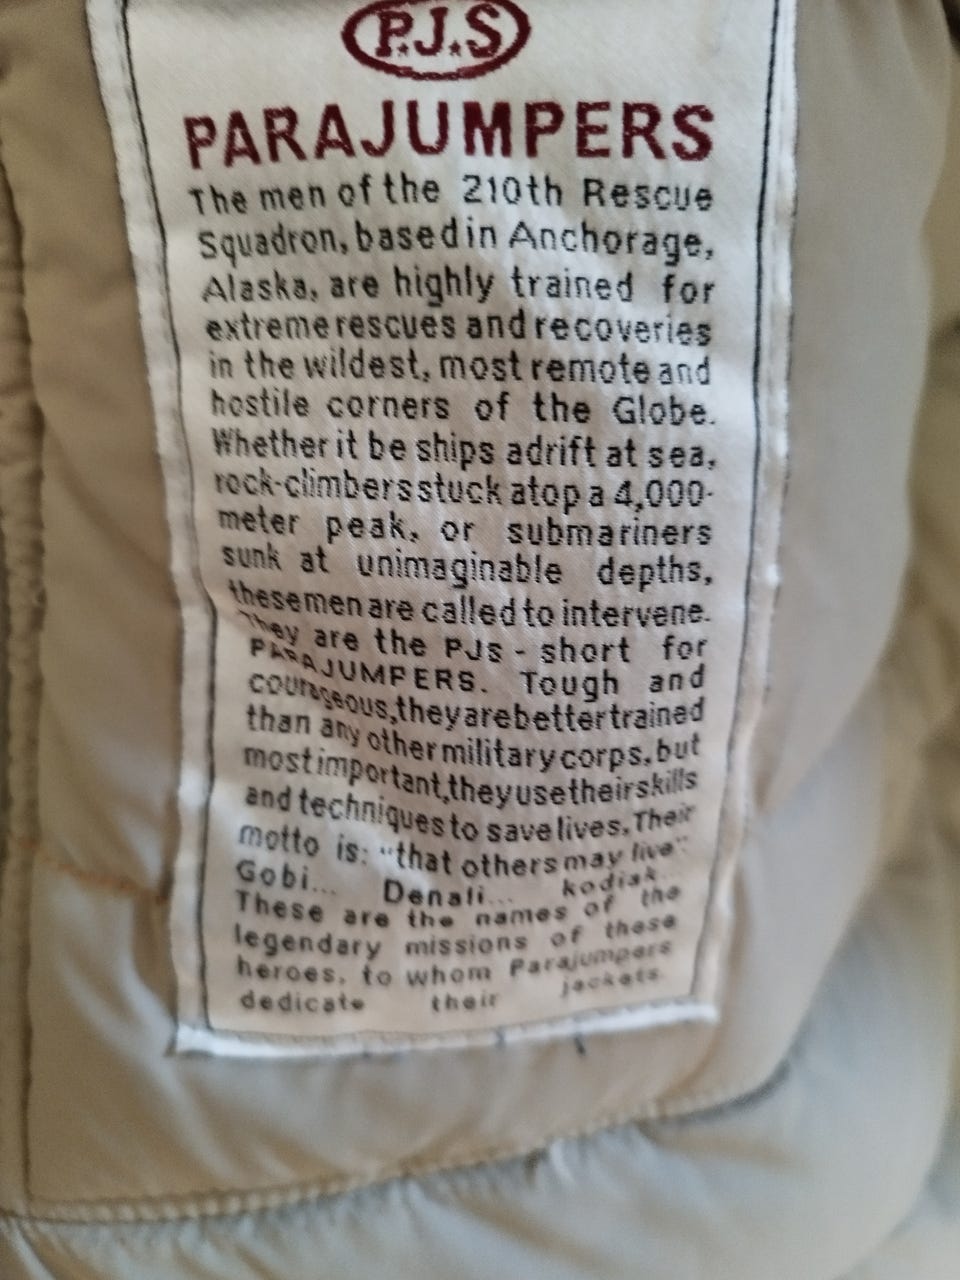 P.J.S
PARAJUMPERS
The men of the 210th Rescue
Squadron, based in Anchorage,
Alaska, are highly trained for
extreme rescues and recoveries
in the wildest, most remote and
hostile corners of the Globe.
Whether it be ships adrift at sea,
rock-climbers stuck atop a 4,000-
meter peak, or submariners
sunk at unimaginable depths,
these men are called to intervene.
They are the PJs - short for
PARAJUMPERS. Tough and
courageous, they are better trained
than any other military corps, but
most important, they use their skills
and techniques to save lives. Their
motto is: "that others may live".
Gobi... Denali... kodiak...
These are the names of the
legendary missions of these
heroes, to whom Parajumpers
dedicate their jackets.